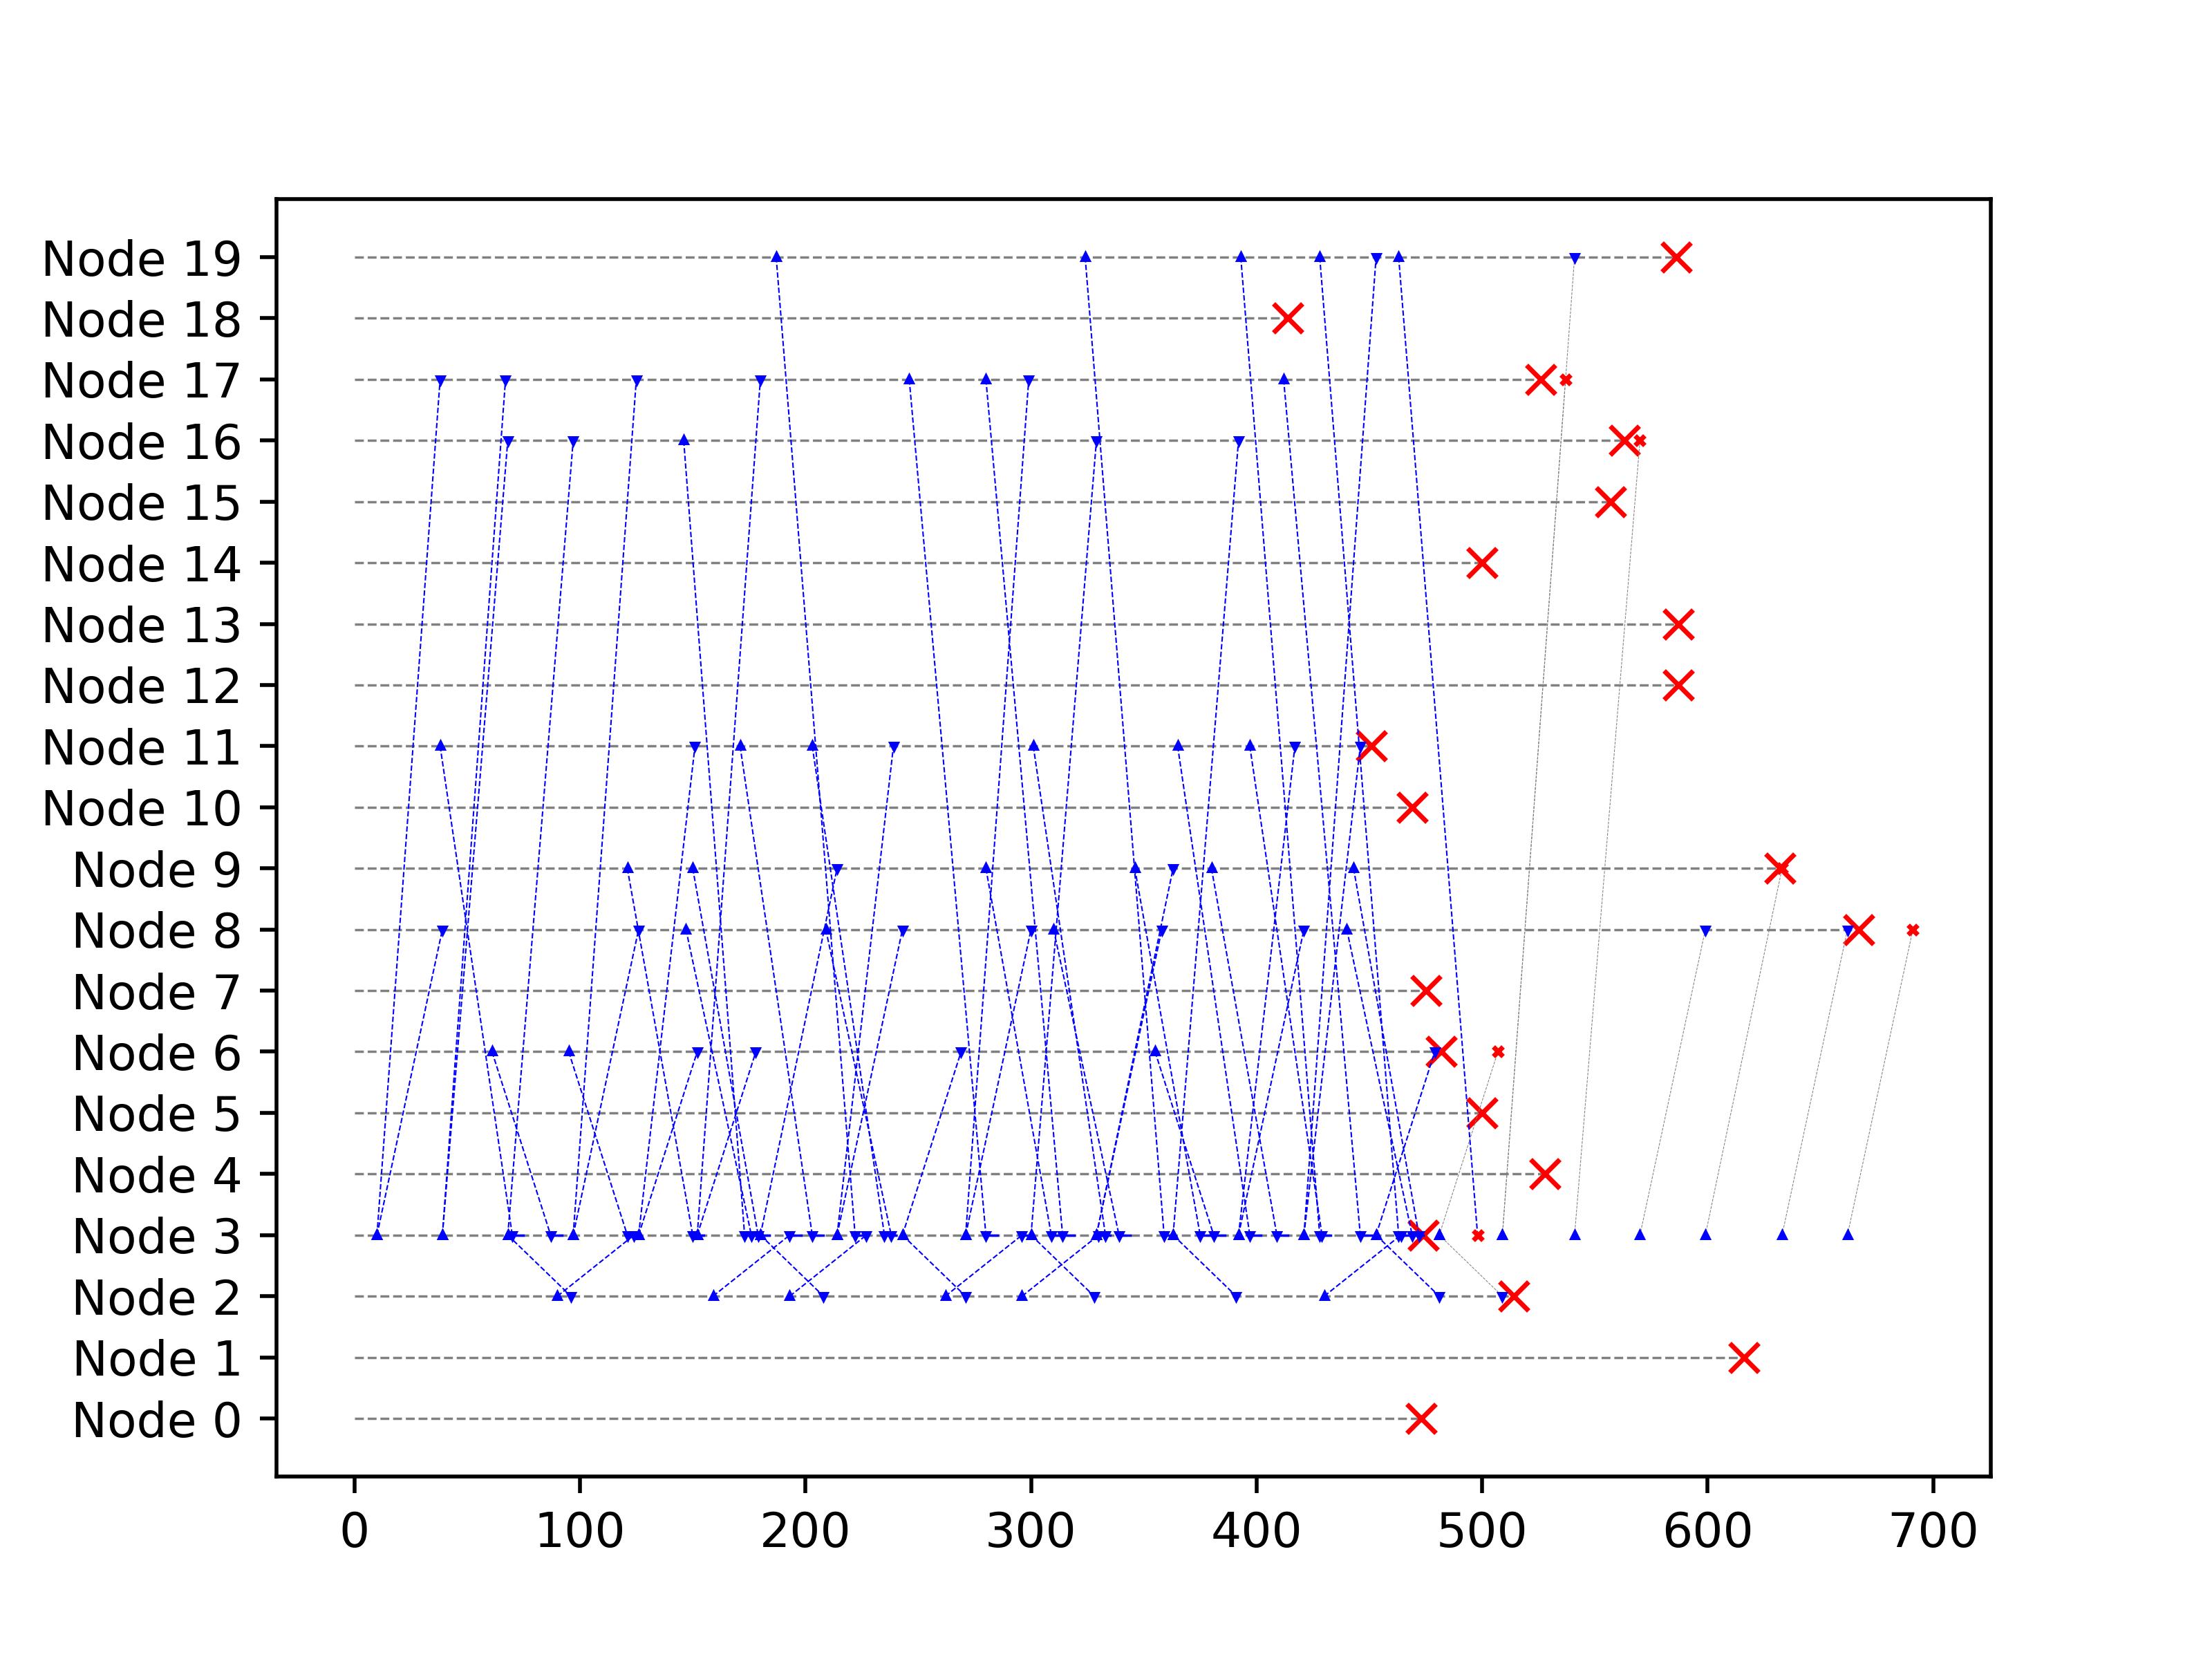 Node 19
Node 18
Node 17
Node 16
Node 15
Node 14
Node 13
Node 12
Node 11
Node 10
Node 9
Node 8
Node 7
Node 6
Node 5
Node 4
Node 3
Node 2
Node 1
Node 0
0 100 200 300 400 500 600 700